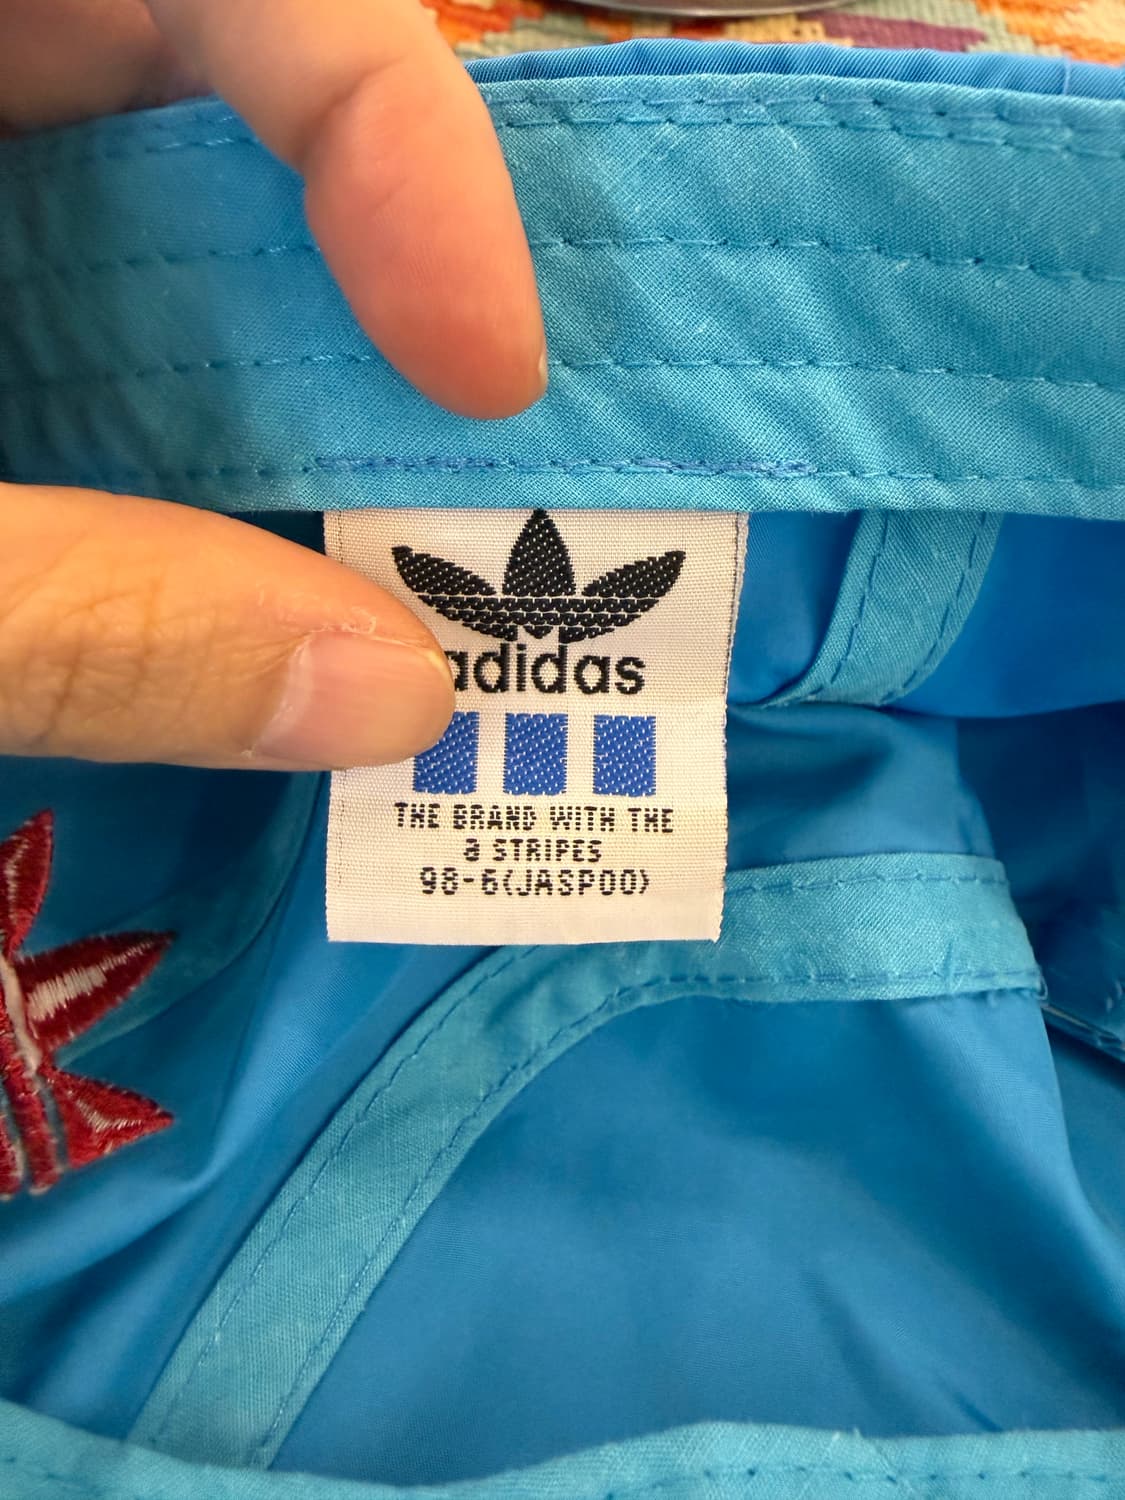 adidas
THE BRAND WITH THE
3 STRIPES
98-6(JASPOO)